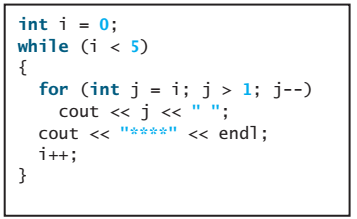 int i = 0;
while (i < 5)
{
  for (int j = i; j > 1; j--)
    cout << j << " ";
  cout << "****" << endl;
  i++;
}